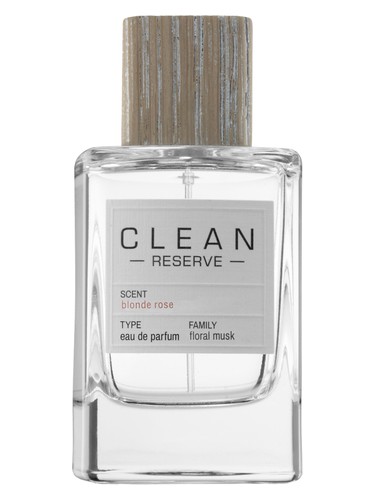 CLEAN
— RESERVE —
SCENT
blonde rose
TYPE FAMILY
eau de parfum floral musk